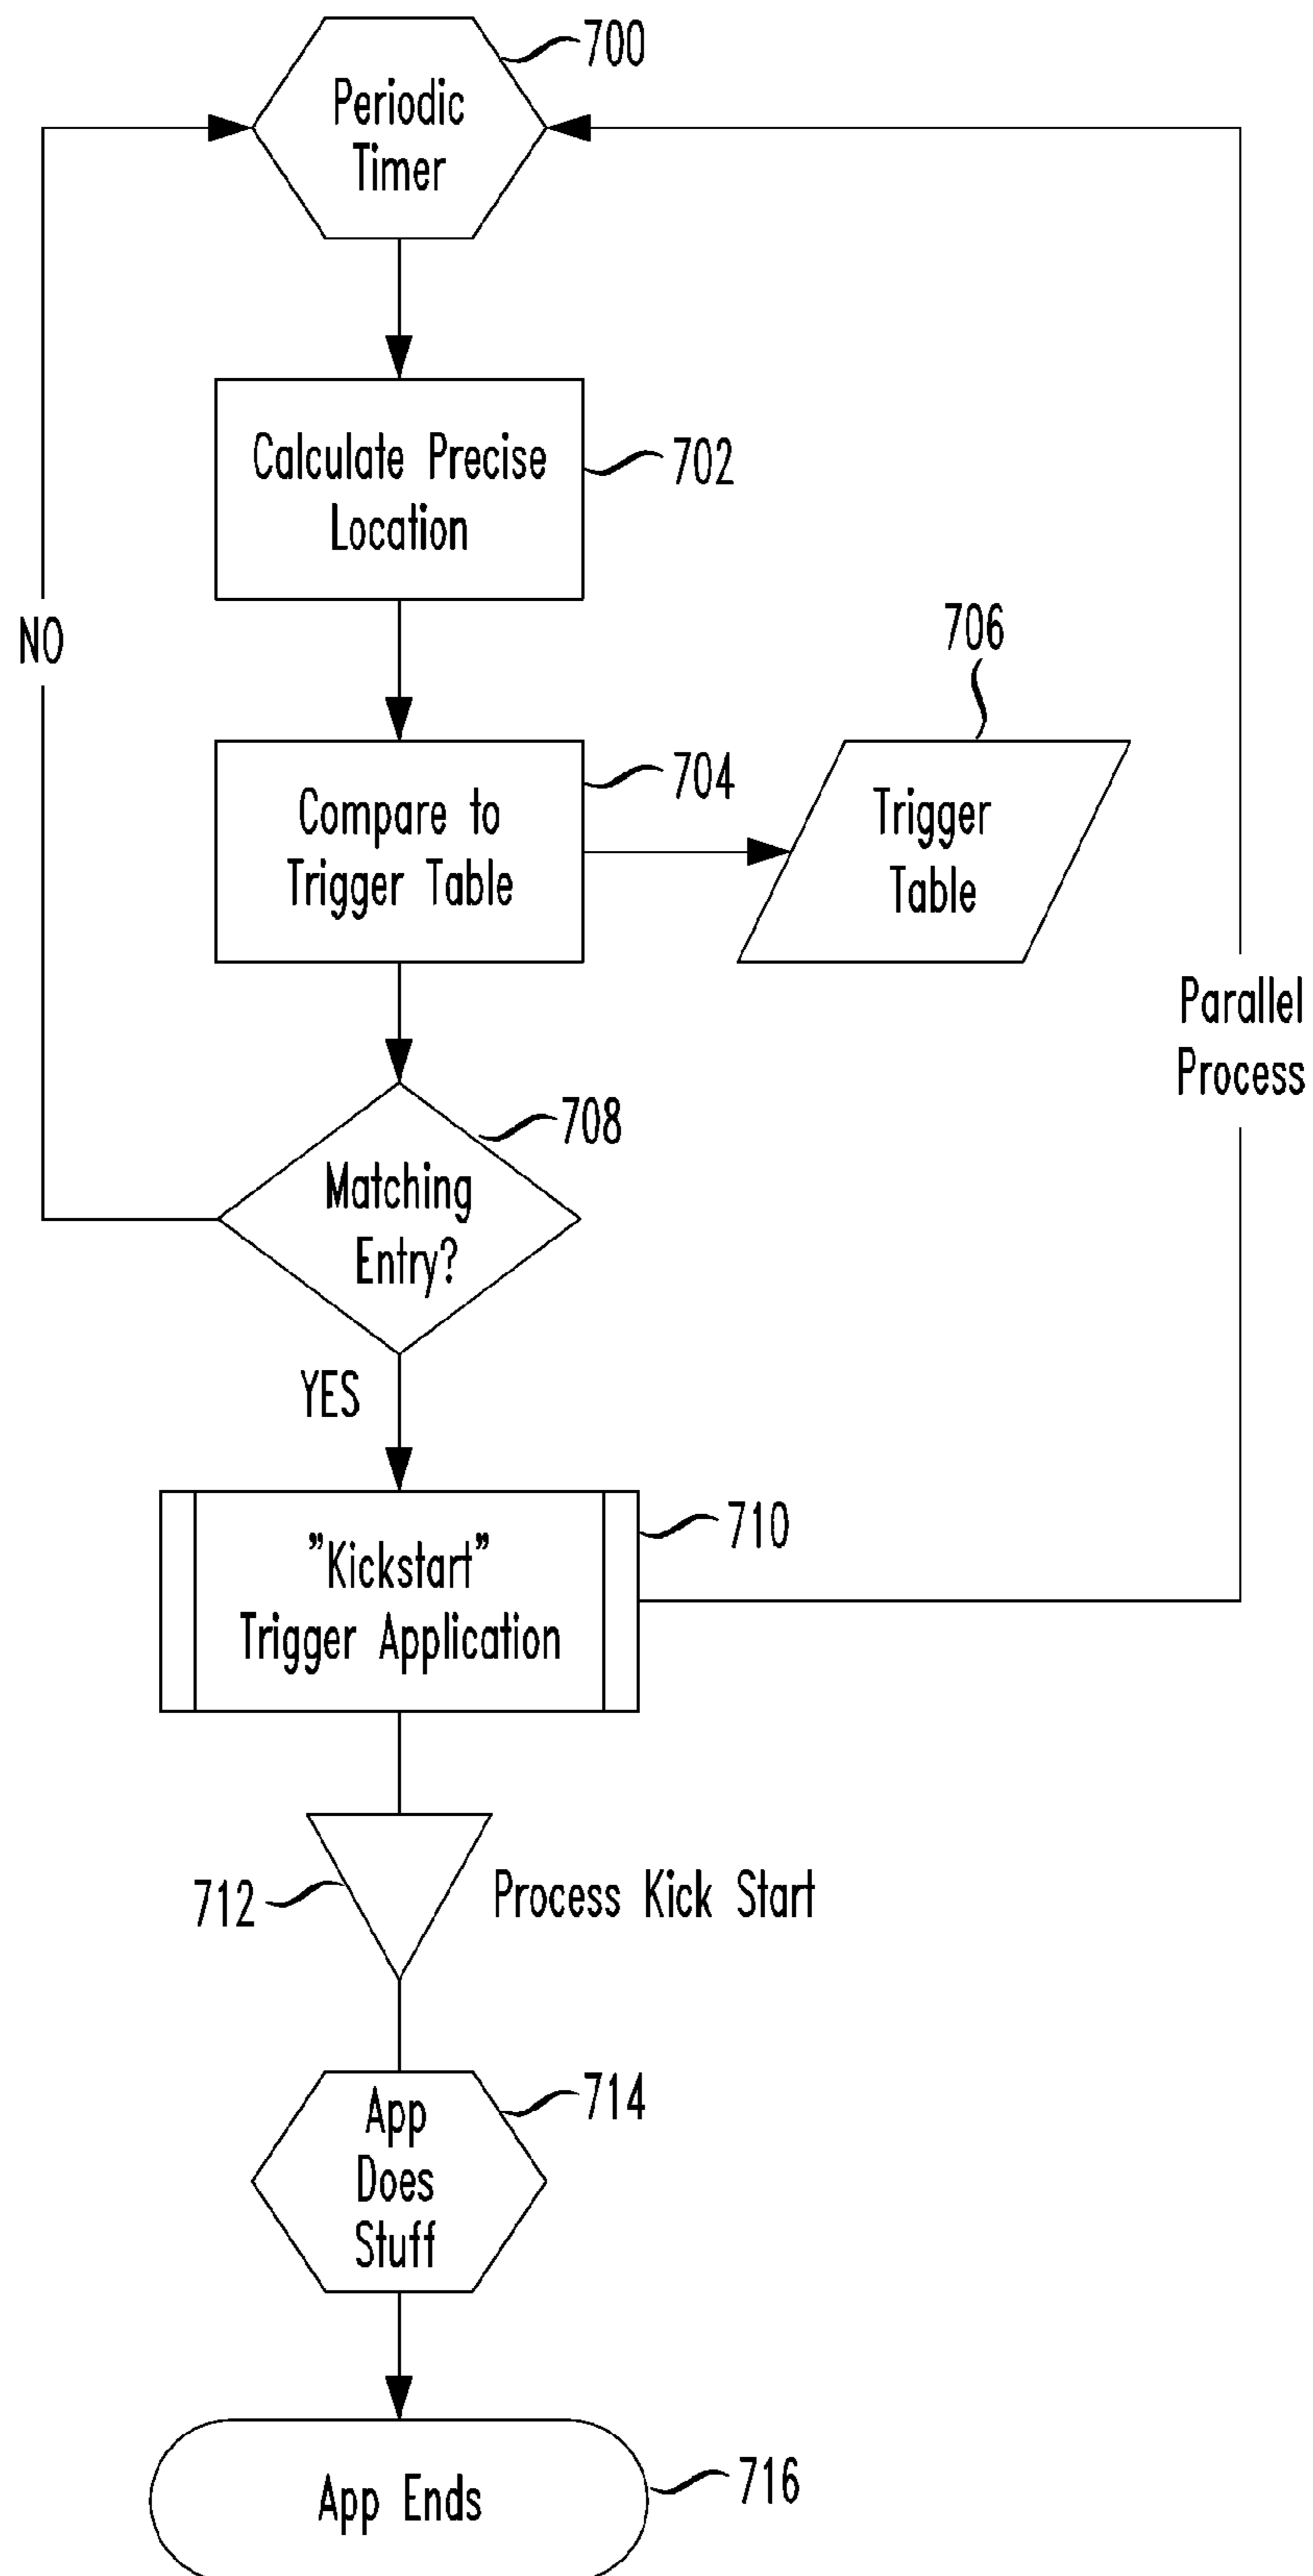 700
Periodic
Timer
Calculate Precise
Location
702
NO
706
704
Compare to
Trigger Table
Trigger
Table
Parallel
Process
708
Matching
Entry?
YES
710
”Kickstart”
Trigger Application
712
Process Kick Start
714
App
Does
Stuff
App Ends
716